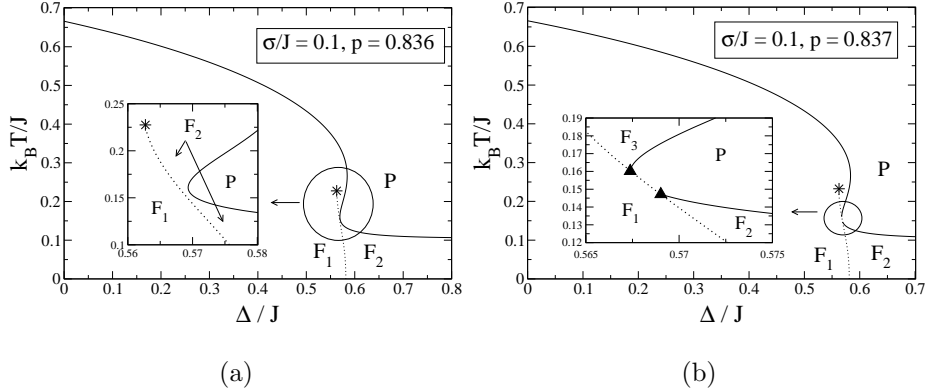 σ/J = 0.1, p = 0.836
k_B T/J
0.7
0.6
0.5
0.4
0.3
0.2
0.1
0
0 0.1 0.2 0.3 0.4 0.5 0.6 0.7 0.8
Δ / J
P
F_1
F_2
0.25
0.2
0.15
0.1
0.56 0.57 0.58
F_2
P
F_1
(a)
σ/J = 0.1, p = 0.837
k_B T/J
0.7
0.6
0.5
0.4
0.3
0.2
0.1
0
0 0.1 0.2 0.3 0.4 0.5 0.6 0.7
Δ / J
P
F_1
F_2
0.19
0.18
0.17
0.16
0.15
0.14
0.13
0.12
0.565 0.57 0.575
F_3
P
F_1
F_2
(b)